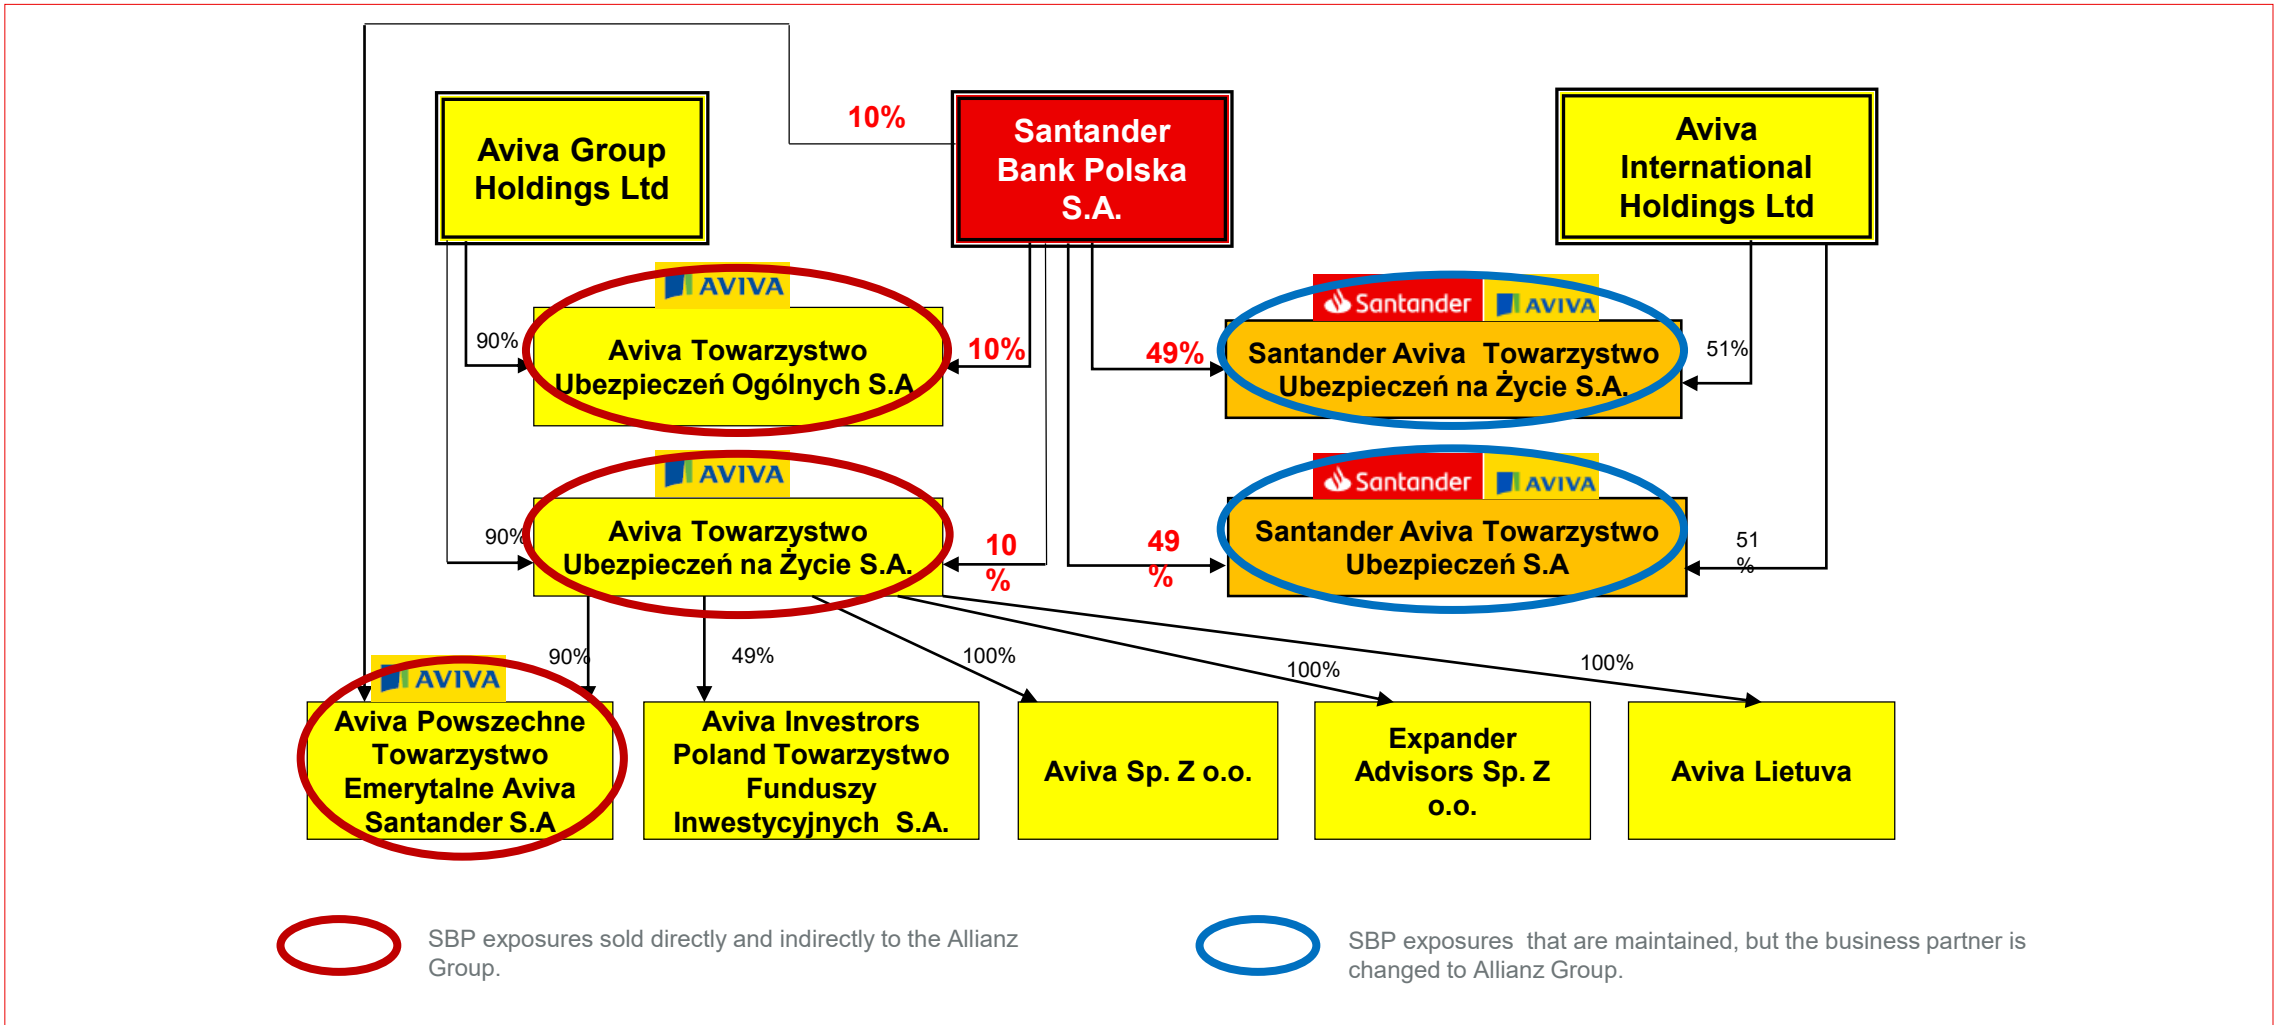 10%
Aviva Group
Holdings Ltd
Santander
Bank Polska
S.A.
Aviva
International
Holdings Ltd
AVIVA
Santander
AVIVA
90%
Aviva Towarzystwo
Ubezpieczeń Ogólnych S.A
10%
49%
Santander Aviva Towarzystwo
Ubezpieczeń na Życie S.A.
51%
AVIVA
Santander
AVIVA
90%
Aviva Towarzystwo
Ubezpieczeń na Życie S.A.
10
%
49
%
Santander Aviva Towarzystwo
Ubezpieczeń S.A
51
%
90%
49%
100%
100%
100%
AVIVA
Aviva Powszechne
Towarzystwo
Emerytalne Aviva
Santander S.A
Aviva Investrors
Poland Towarzystwo
Funduszy
Inwestycyjnych S.A.
Aviva Sp. Z o.o.
Expander
Advisors Sp. Z
o.o.
Aviva Lietuva
SBP exposures sold directly and indirectly to the Allianz
Group.
SBP exposures that are maintained, but the business partner is
changed to Allianz Group.